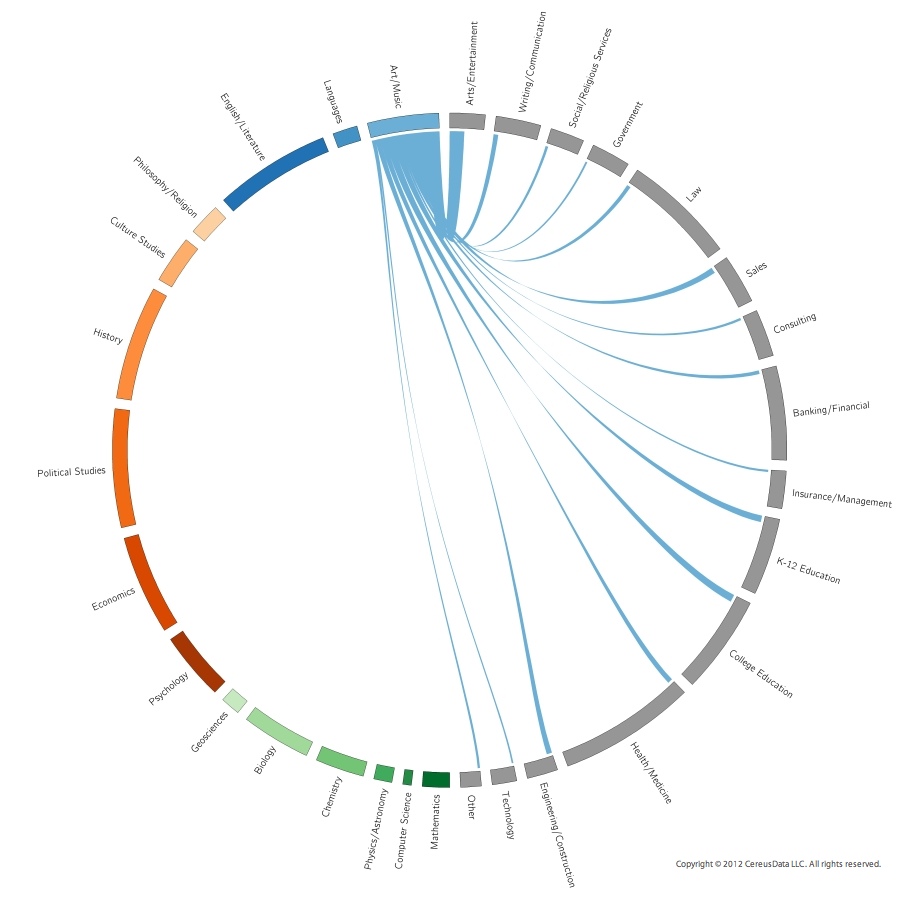 Art/Music
Arts/Entertainment
Writing/Communication
Social/Religious Services
Government
Law
Sales
Consulting
Banking/Financial
Insurance/Management
K-12 Education
College Education
Health/Medicine
Engineering/Construction
Technology
Other
Mathematics
Computer Science
Physics/Astronomy
Chemistry
Biology
Geosciences
Psychology
Economics
Political Studies
History
Culture Studies
Philosophy/Religion
English/Literature
Languages
Copyright © 2012 CereusData LLC. All rights reserved.